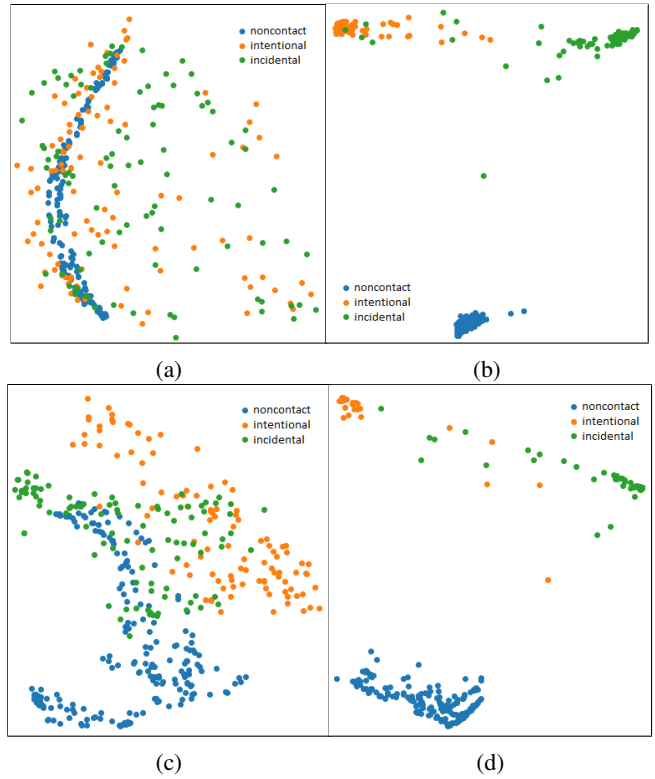 noncontact
intentional
incidental
(a)
noncontact
intentional
incidental
(b)
noncontact
intentional
incidental
(c)
noncontact
intentional
incidental
(d)